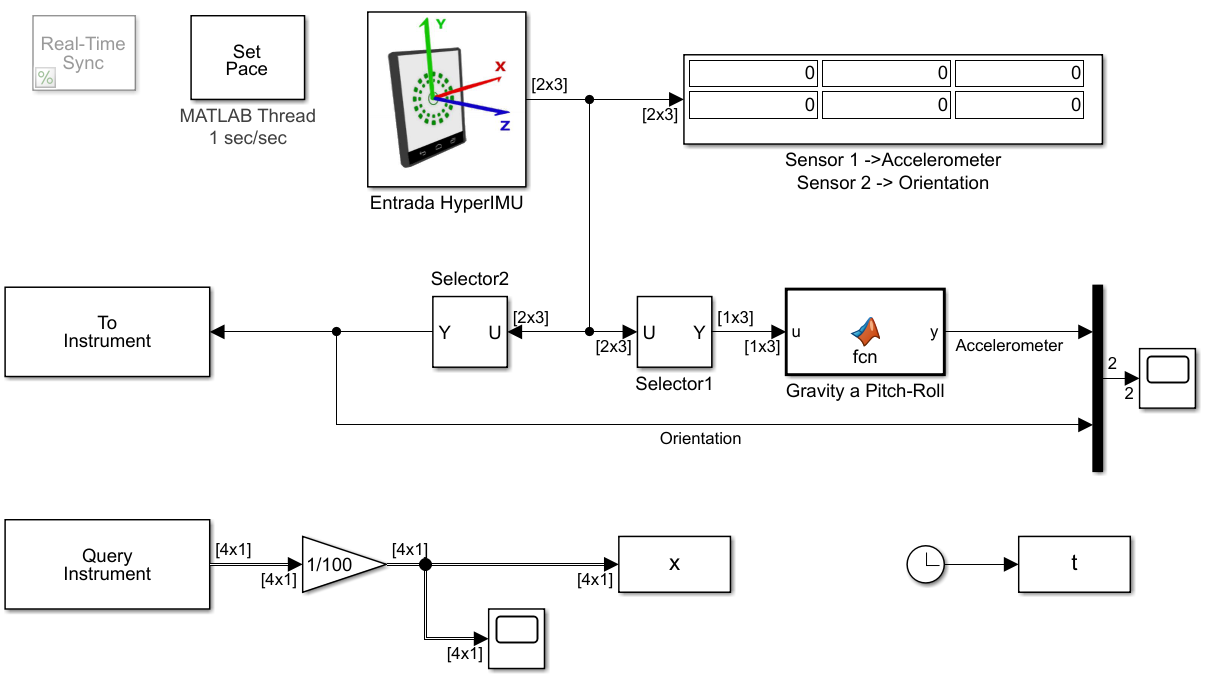 Real-Time
Sync
%
Set
Pace
MATLAB Thread
1 sec/sec
Y
X
Z
Entrada HyperIMU
[2x3]
[2x3]
0 0 0
0 0 0
Sensor 1 ->Accelerometer
Sensor 2 -> Orientation
To
Instrument
Selector2
Y U
[2x3]
[2x3]
U Y
Selector1
[1x3]
[1x3]
u
fcn
y
Gravity a Pitch-Roll
Accelerometer
Orientation
2
2
Query
Instrument
[4x1]
[4x1]
1/100
[4x1]
[4x1]
x
[4x1]
t